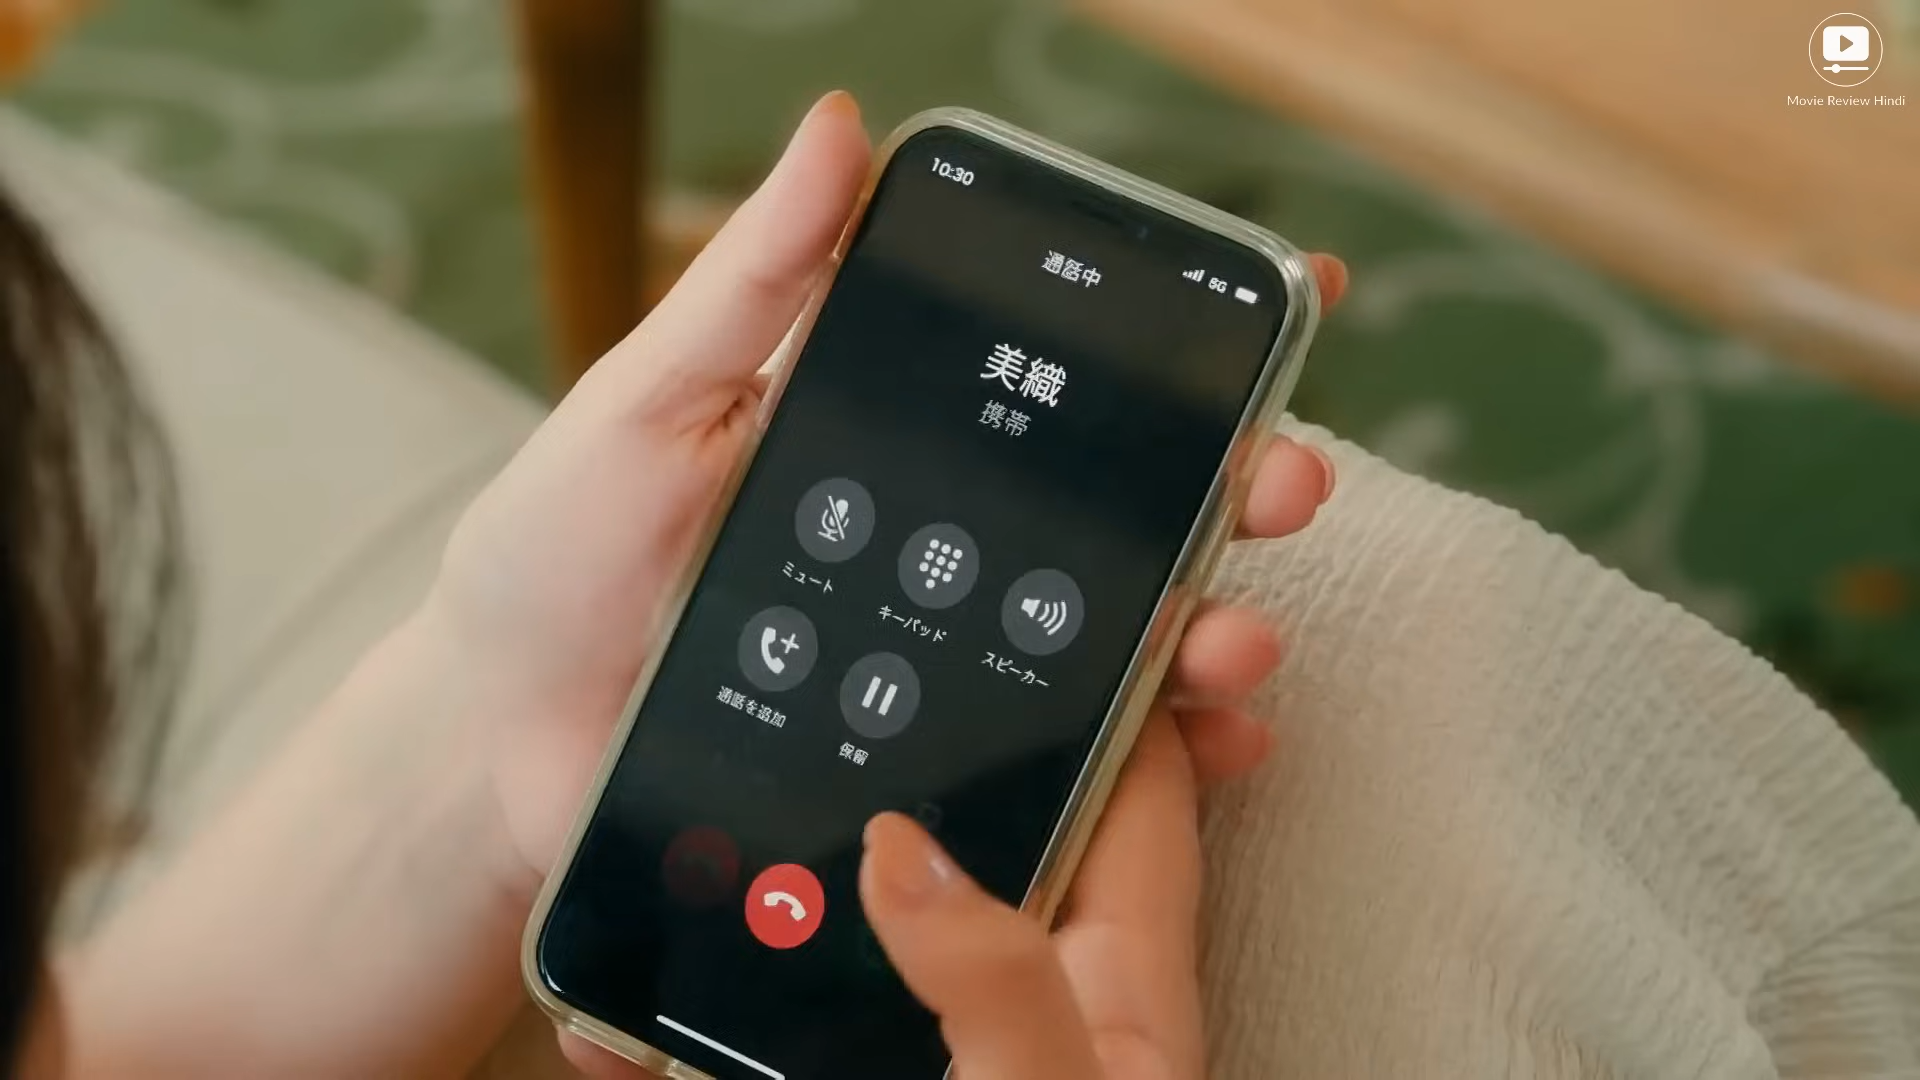 Movie Review Hindi
10:30
5G
通話中
美織
携帯
ミュート
キーパッド
スピーカー
通話を追加
保留